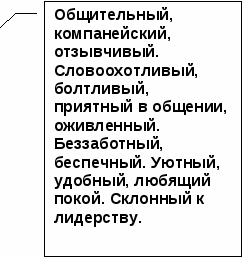 Общительный,
компанейский,
отзывчивый.
Словоохотливый,
болтливый,
приятный в общении,
оживленный.
Беззаботный,
беспечный. Уютный,
удобный, любящий
покой. Склонный к
лидерству.